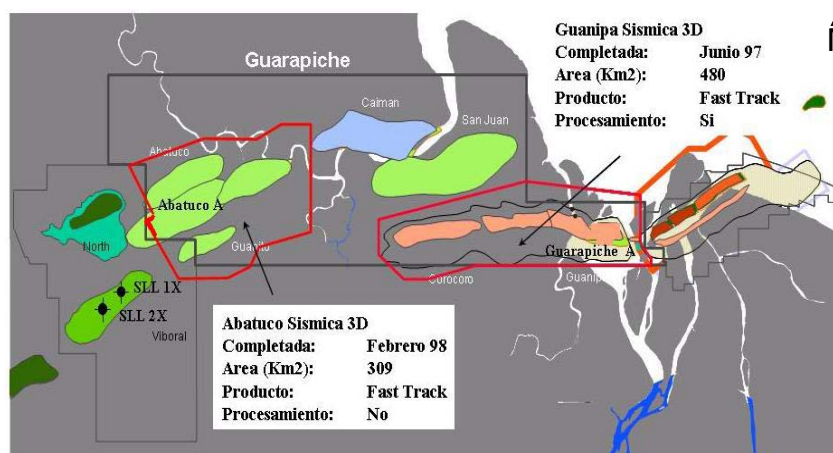 Guanipa Sismica 3D
Completada: Junio 97
Area (Km2): 480
Producto: Fast Track
Procesamiento: Si
Guarapiche
Caiman
San Juan
Abatuco
Abatuco A
North
Guanito
Guarapiche A
Corocoro
Guanipa
SLL 1X
SLL 2X
Viboral
Abatuco Sismica 3D
Completada: Febrero 98
Area (Km2): 309
Producto: Fast Track
Procesamiento: No